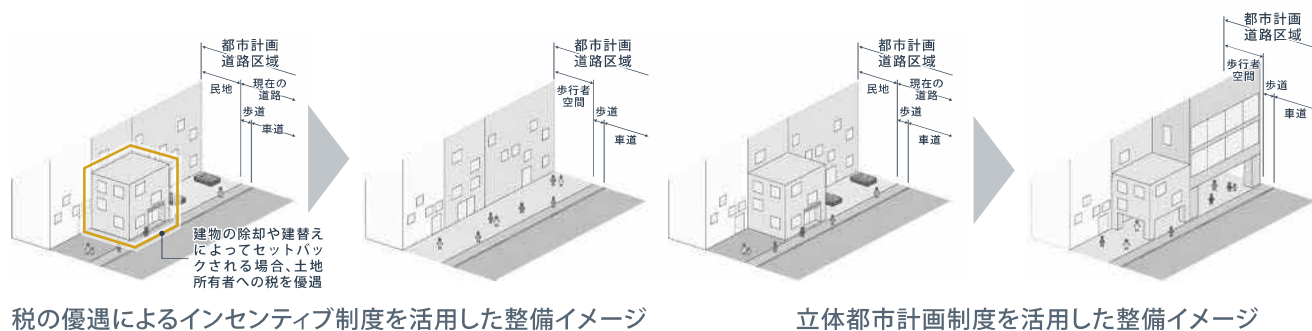 都市計画
道路区域
民地
現在の
道路
歩道
車道
建物の除却や建替え
によってセットバッ
クされる場合、土地
所有者への税を優遇
都市計画
道路区域
歩行者
空間
歩道
車道
税の優遇によるインセンティブ制度を活用した整備イメージ
都市計画
道路区域
民地
現在の
道路
歩道
車道
都市計画
道路区域
歩行者
空間
歩道
車道
立体都市計画制度を活用した整備イメージ